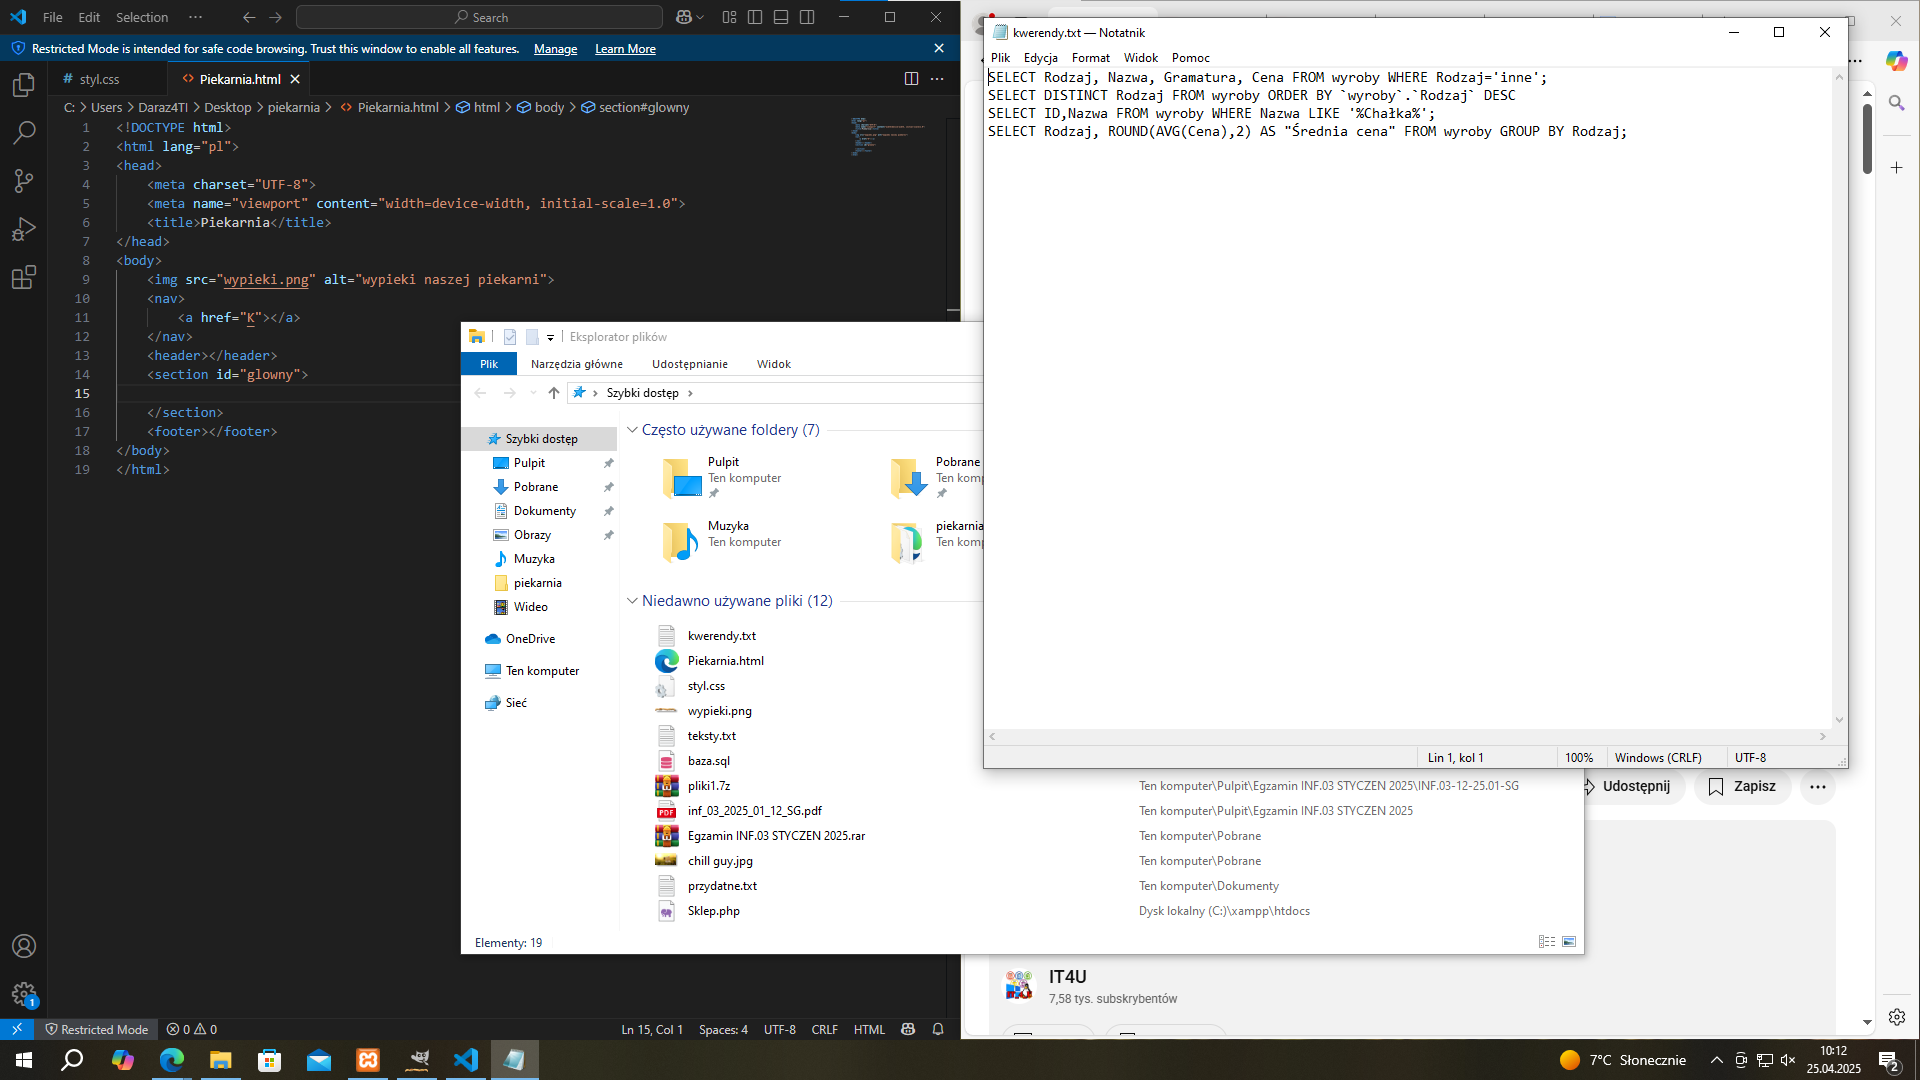 File Edit Selection ···
Search
Restricted Mode is intended for safe code browsing. Trust this window to enable all features. Manage Learn More
styl.css
Piekarnia.html
C: > Users > Daraz4TI > Desktop > piekarnia > Piekarnia.html > html > body > section#glowny
1 <!DOCTYPE html>
2 <html lang="pl">
3 <head>
4 <meta charset="UTF-8">
5 <meta name="viewport" content="width=device-width, initial-scale=1.0">
6 <title>Piekarnia</title>
7 </head>
8 <body>
9 <img src="wypieki.png" alt="wypieki naszej piekarni">
10 <nav>
11 <a href="K"></a>
12 </nav>
13 <header></header>
14 <section id="glowny">
15
16 </section>
17 <footer></footer>
18 </body>
19 </html>
1
Restricted Mode 0 0 Ln 15, Col 1 Spaces: 4 UTF-8 CRLF HTML
kwerendy.txt — Notatnik
Plik Edycja Format Widok Pomoc
SELECT Rodzaj, Nazwa, Gramatura, Cena FROM wyroby WHERE Rodzaj='inne';
SELECT DISTINCT Rodzaj FROM wyroby ORDER BY `wyroby`.`Rodzaj` DESC
SELECT ID,Nazwa FROM wyroby WHERE Nazwa LIKE '%Chałka%';
SELECT Rodzaj, ROUND(AVG(Cena),2) AS "Średnia cena" FROM wyroby GROUP BY Rodzaj;
Lin 1, kol 1 100% Windows (CRLF) UTF-8
Eksplorator plików
Plik Narzędzia główne Udostępnianie Widok
Szybki dostęp
Szybki dostęp
Pulpit
Pobrane
Dokumenty
Obrazy
Muzyka
piekarnia
Wideo
OneDrive
Ten komputer
Sieć
Często używane foldery (7)
Pulpit
Ten komputer
Pobrane
Ten komp
Muzyka
Ten komputer
piekarnia
Ten komp
Niedawno używane pliki (12)
kwerendy.txt
Piekarnia.html
styl.css
wypieki.png
teksty.txt
baza.sql
pliki1.7z Ten komputer\Pulpit\Egzamin INF.03 STYCZEN 2025\INF.03-12-25.01-SG
inf_03_2025_01_12_SG.pdf Ten komputer\Pulpit\Egzamin INF.03 STYCZEN 2025
Egzamin INF.03 STYCZEN 2025.rar Ten komputer\Pobrane
chill guy.jpg Ten komputer\Pobrane
przydatne.txt Ten komputer\Dokumenty
Sklep.php Dysk lokalny (C:)\xampp\htdocs
Elementy: 19
Udostępnij Zapisz
IT4U
7,58 tys. subskrybentów
7°C Słonecznie
10:12
25.04.2025
2